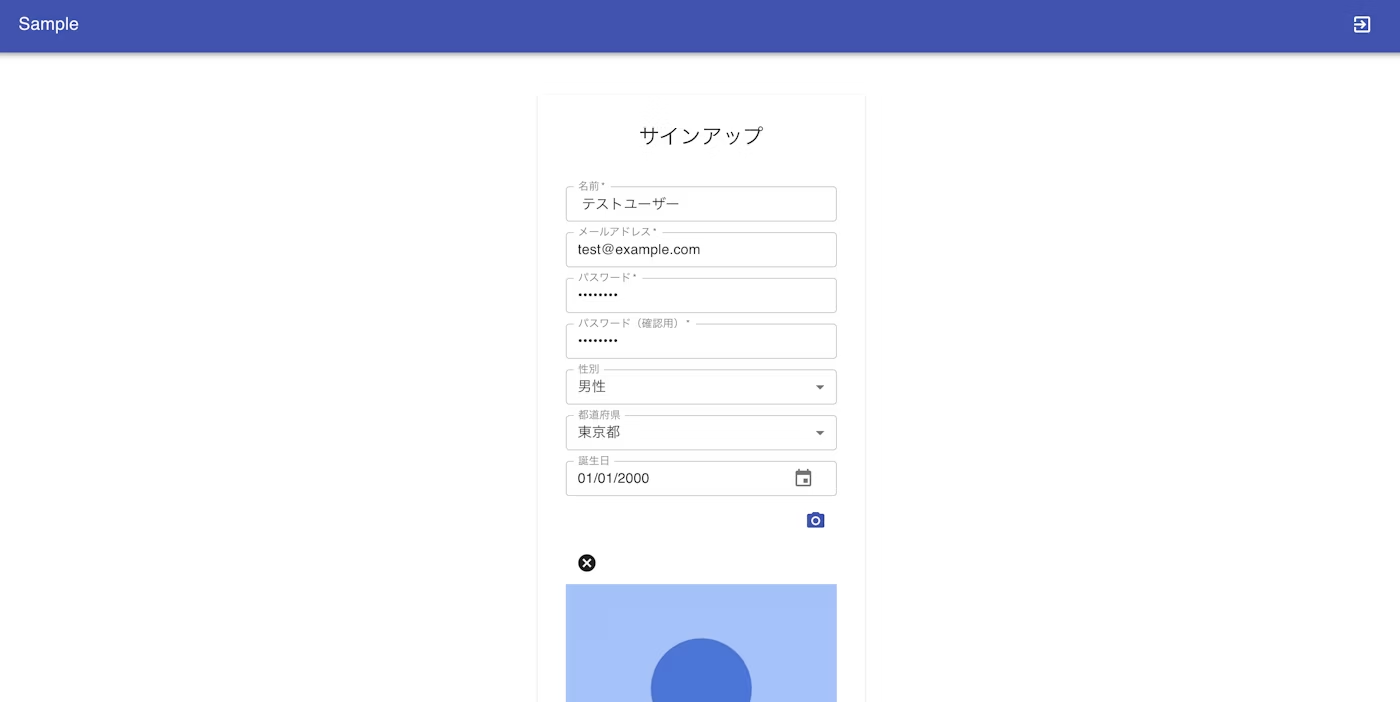 Sample
サインアップ
名前 *
テストユーザー
メールアドレス *
test@example.com
パスワード *
••••••••
パスワード（確認用） *
••••••••
性別
男性
都道府県
東京都
誕生日
01/01/2000